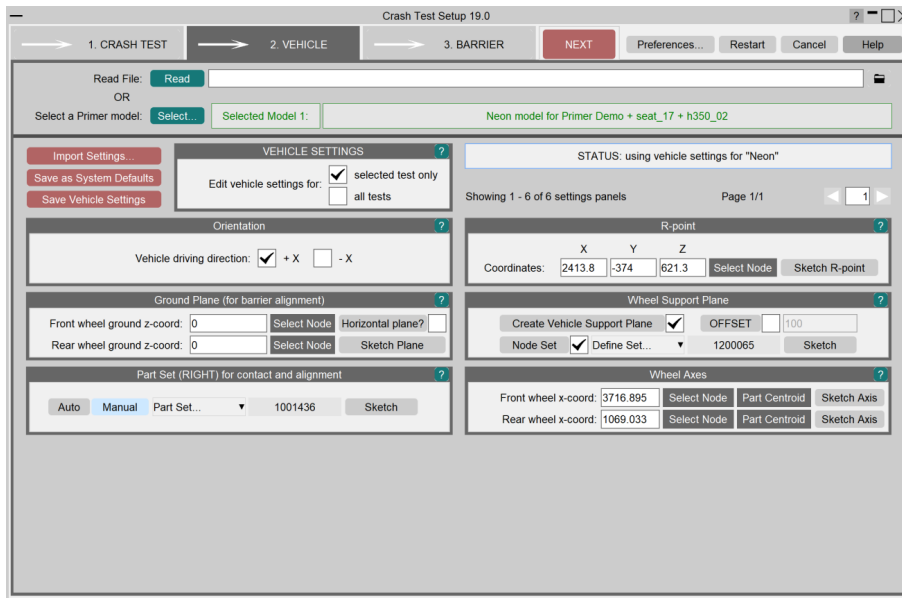 Crash Test Setup 19.0 ?
1. CRASH TEST 2. VEHICLE 3. BARRIER NEXT Preferences... Restart Cancel Help
Read File: Read
OR
Select a Primer model: Select... Selected Model 1: Neon model for Primer Demo + seat_17 + h350_02
Import Settings...
Save as System Defaults
Save Vehicle Settings
VEHICLE SETTINGS ?
Edit vehicle settings for: selected test only
all tests
STATUS: using vehicle settings for "Neon"
Showing 1 - 6 of 6 settings panels Page 1/1 1
Orientation ?
Vehicle driving direction: + X - X
R-point ?
X Y Z
Coordinates: 2413.8 -374 621.3 Select Node Sketch R-point
Ground Plane (for barrier alignment) ?
Front wheel ground z-coord: 0 Select Node Horizontal plane?
Rear wheel ground z-coord: 0 Select Node Sketch Plane
Wheel Support Plane ?
Create Vehicle Support Plane OFFSET 100
Node Set Define Set... 1200065 Sketch
Part Set (RIGHT) for contact and alignment ?
Auto Manual Part Set... 1001436 Sketch
Wheel Axes ?
Front wheel x-coord: 3716.895 Select Node Part Centroid Sketch Axis
Rear wheel x-coord: 1069.033 Select Node Part Centroid Sketch Axis